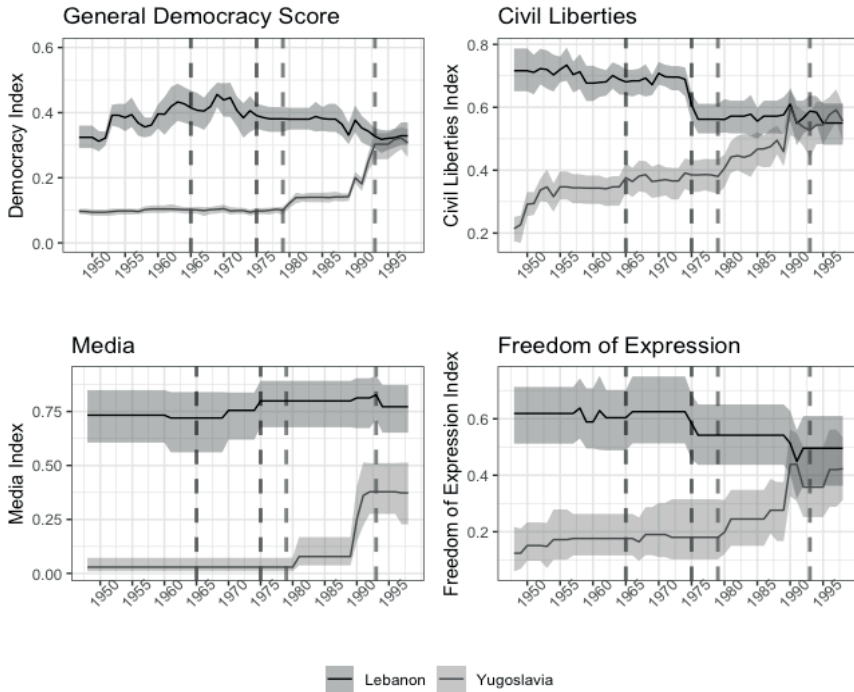 General Democracy Score
Democracy Index
0.6
0.4
0.2
0.0
1950 1955 1960 1965 1970 1975 1980 1985 1990 1995
Civil Liberties
Civil Liberties Index
0.8
0.6
0.4
0.2
1950 1955 1960 1965 1970 1975 1980 1985 1990 1995
Media
Media Index
0.75
0.50
0.25
0.00
1950 1955 1960 1965 1970 1975 1980 1985 1990 1995
Freedom of Expression
Freedom of Expression Index
0.6
0.4
0.2
1950 1955 1960 1965 1970 1975 1980 1985 1990 1995
Lebanon Yugoslavia